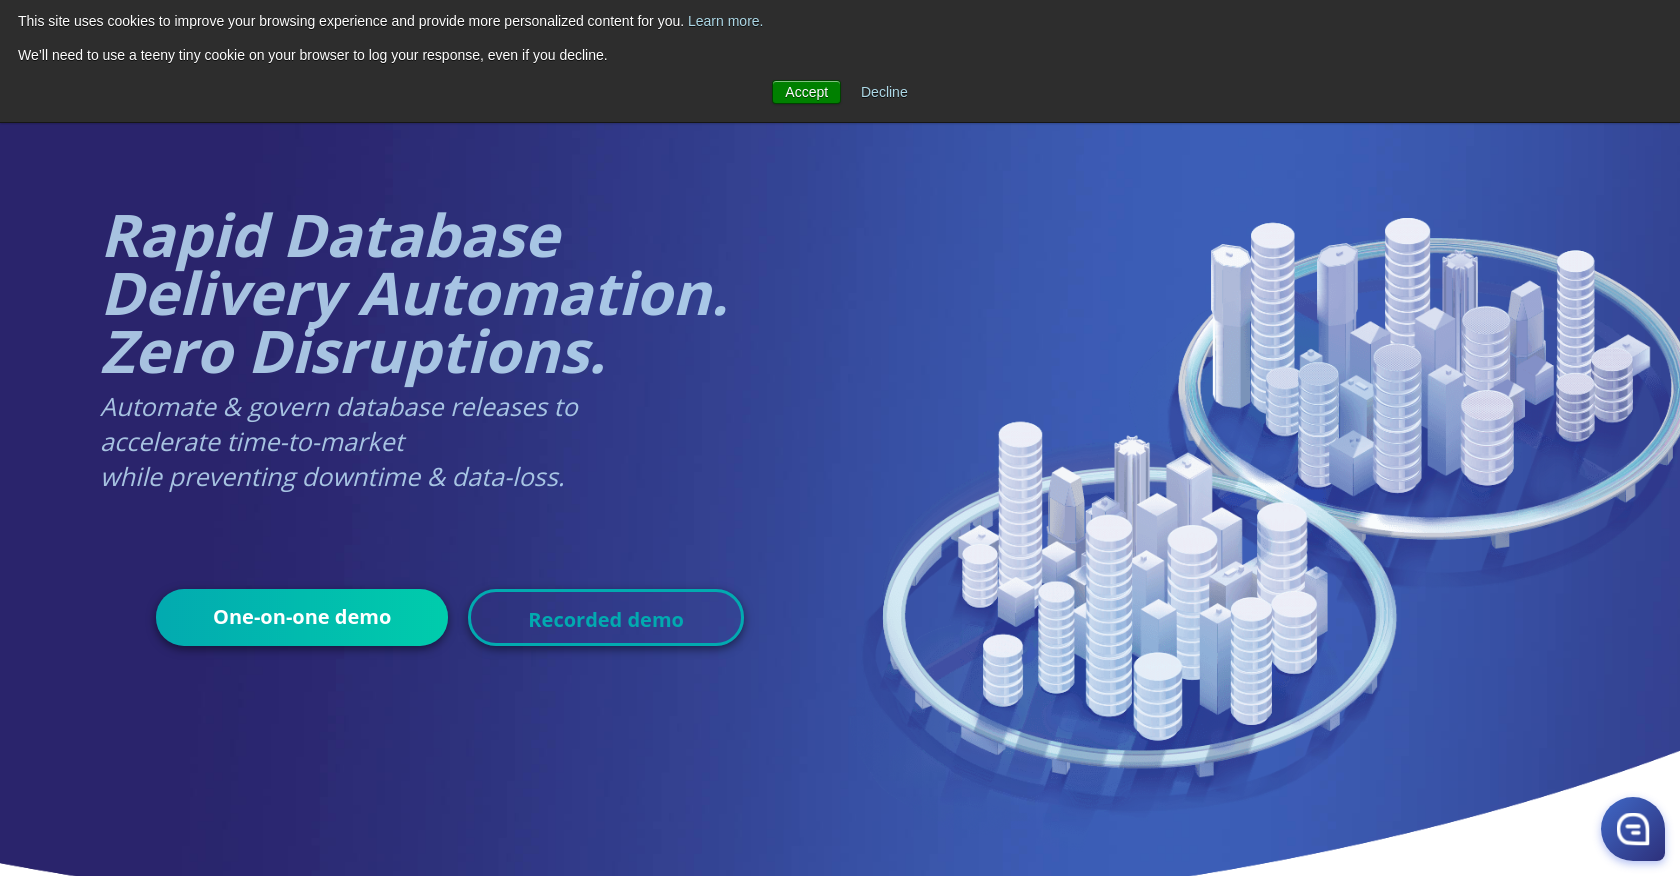 This site uses cookies to improve your browsing experience and provide more personalized content for you. Learn more.
We'll need to use a teeny tiny cookie on your browser to log your response, even if you decline.
Accept
Decline
Rapid Database
Delivery Automation.
Zero Disruptions.
Automate & govern database releases to
accelerate time-to-market
while preventing downtime & data-loss.
One-on-one demo
Recorded demo